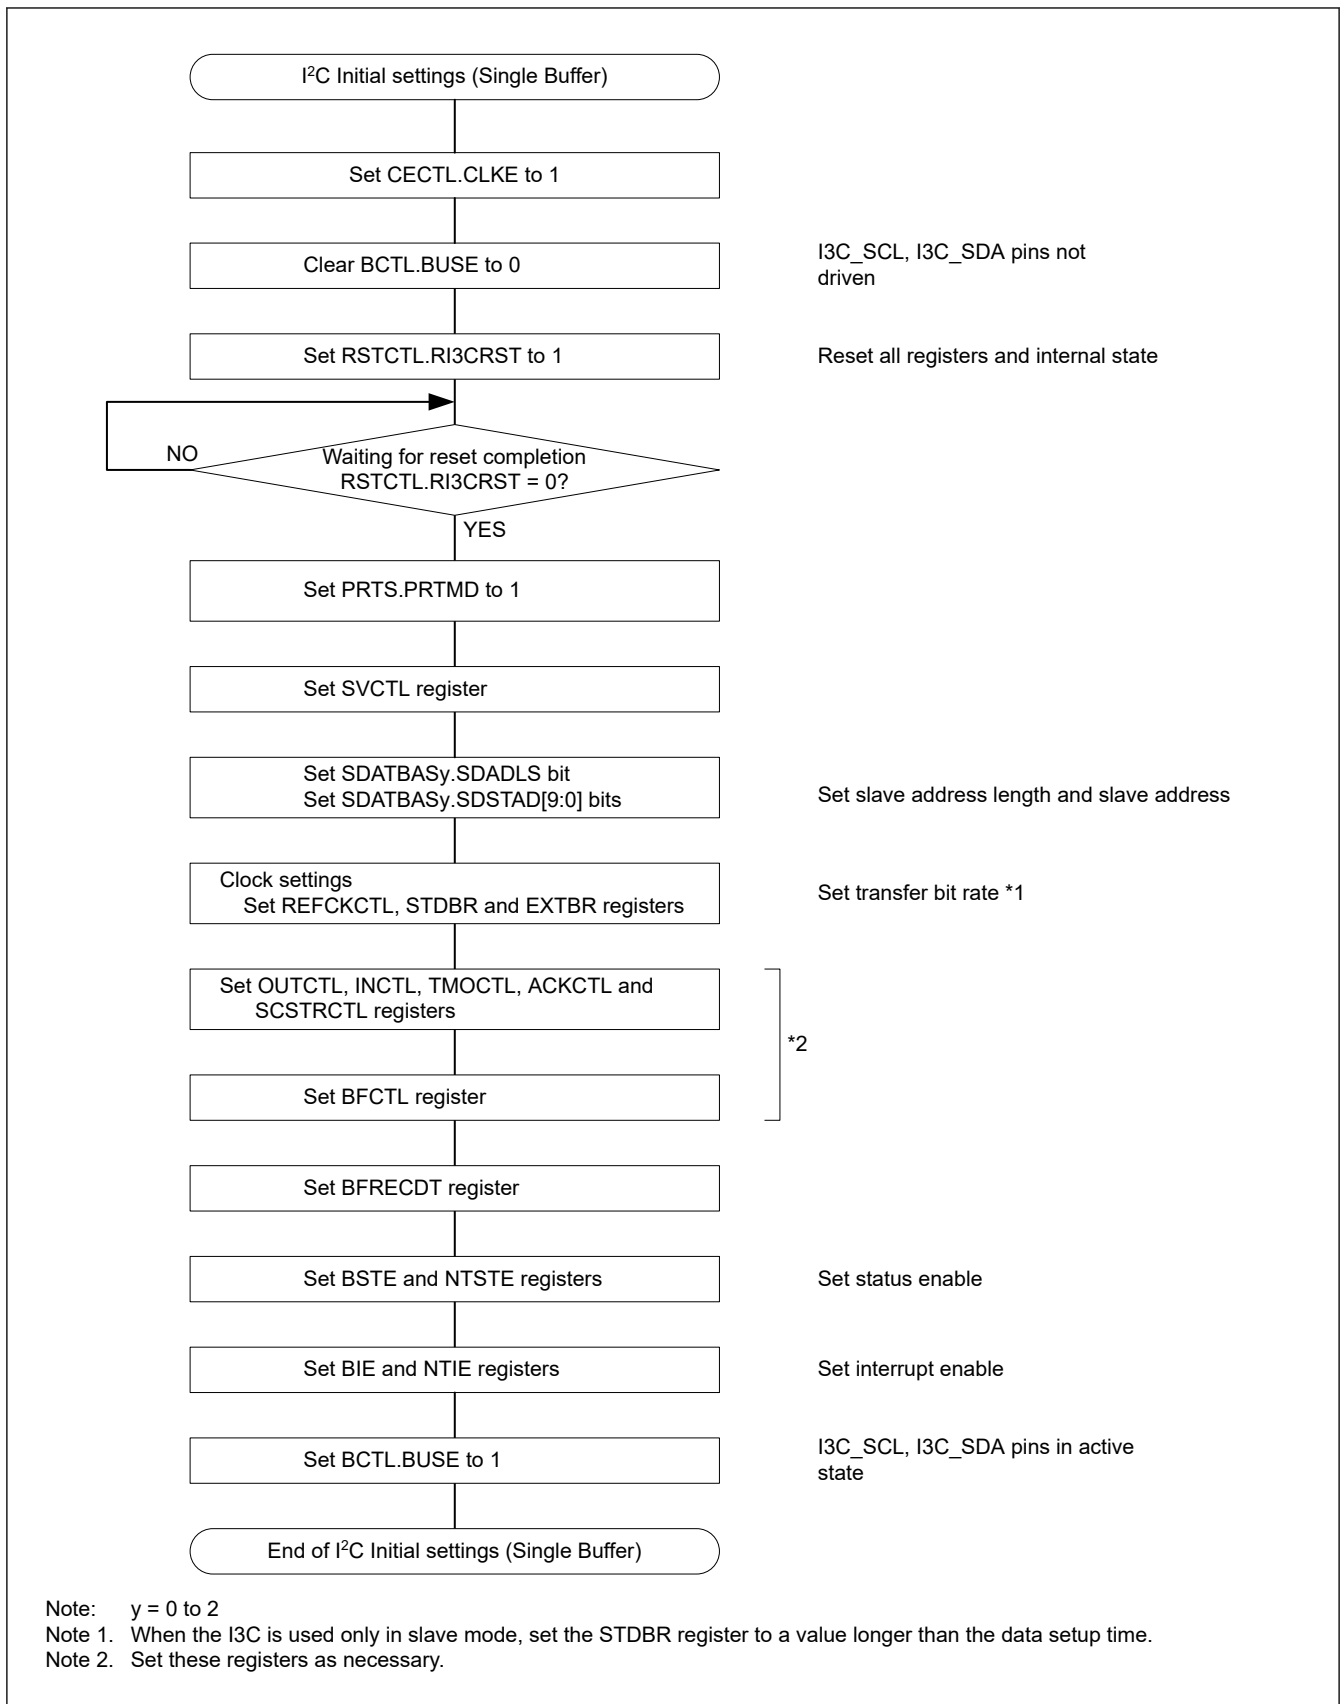 I²C Initial settings (Single Buffer)
Set CECTL.CLKE to 1
Clear BCTL.BUSE to 0
I3C_SCL, I3C_SDA pins not
driven
Set RSTCTL.RI3CRST to 1
Reset all registers and internal state
NO
Waiting for reset completion
RSTCTL.RI3CRST = 0?
YES
Set PRTS.PRTMD to 1
Set SVCTL register
Set SDATBASy.SDADLS bit
Set SDATBASy.SDSTAD[9:0] bits
Set slave address length and slave address
Clock settings
Set REFCKCTL, STDBR and EXTBR registers
Set transfer bit rate *1
Set OUTCTL, INCTL, TMOCTL, ACKCTL and
SCSTRCTL registers
*2
Set BFCTL register
Set BFRECDT register
Set BSTE and NTSTE registers
Set status enable
Set BIE and NTIE registers
Set interrupt enable
Set BCTL.BUSE to 1
I3C_SCL, I3C_SDA pins in active
state
End of I²C Initial settings (Single Buffer)
Note: y = 0 to 2
Note 1. When the I3C is used only in slave mode, set the STDBR register to a value longer than the data setup time.
Note 2. Set these registers as necessary.